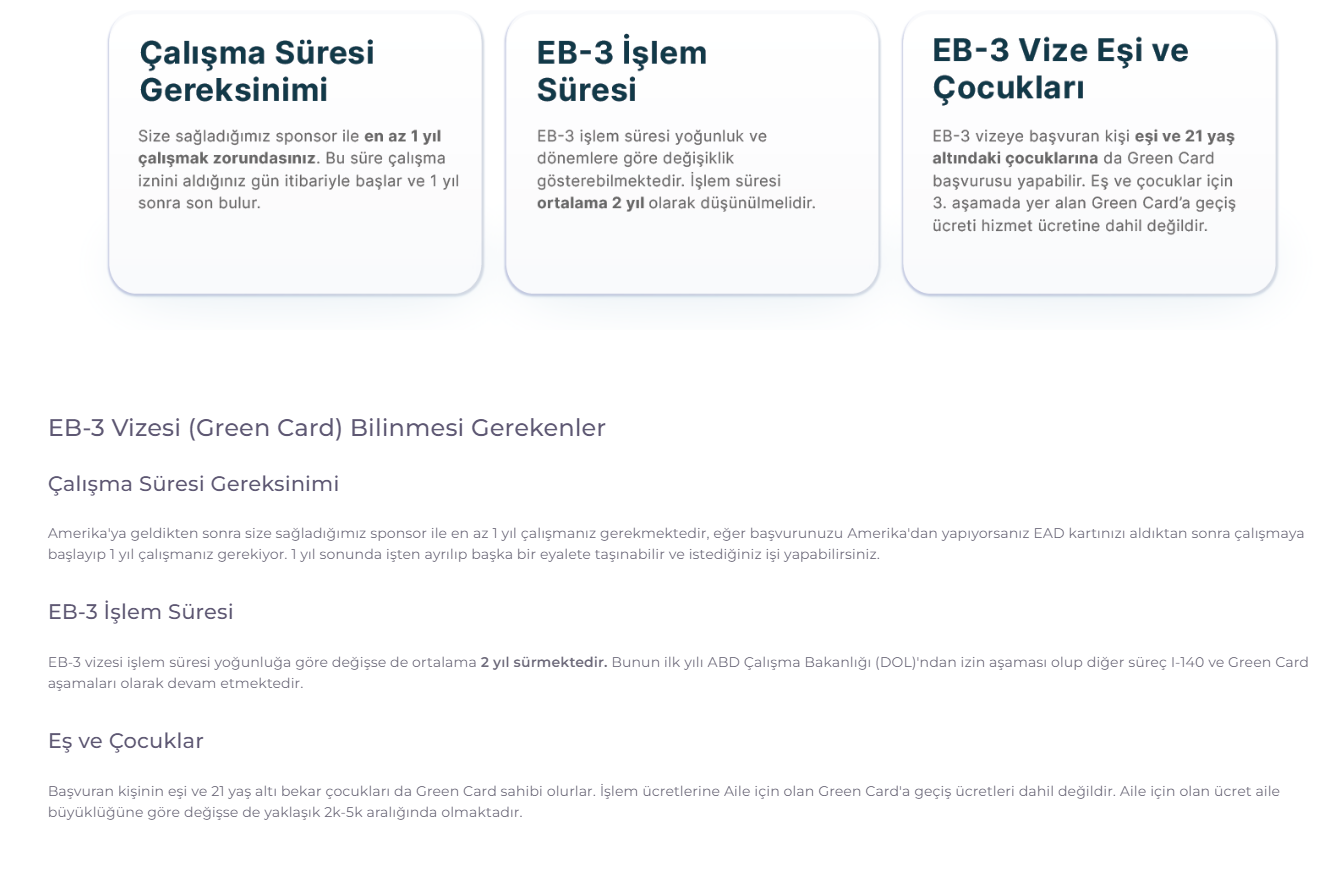 Çalışma Süresi
Gereksinimi
Size sağladığımız sponsor ile en az 1 yıl
çalışmak zorundasınız. Bu süre çalışma
iznini aldığınız gün itibariyle başlar ve 1 yıl
sonra son bulur.
EB-3 İşlem
Süresi
EB-3 işlem süresi yoğunluk ve
dönemlere göre değişiklik
gösterebilmektedir. İşlem süresi
ortalama 2 yıl olarak düşünülmelidir.
EB-3 Vize Eşi ve
Çocukları
EB-3 vizeye başvuran kişi eşi ve 21 yaş
altındaki çocuklarına da Green Card
başvurusu yapabilir. Eş ve çocuklar için
3. aşamada yer alan Green Card’a geçiş
ücreti hizmet ücretine dahil değildir.
EB-3 Vizesi (Green Card) Bilinmesi Gerekenler
Çalışma Süresi Gereksinimi
Amerika'ya geldikten sonra size sağladığımız sponsor ile en az 1 yıl çalışmanız gerekmektedir, eğer başvurunuzu Amerika'dan yapıyorsanız EAD kartınızı aldıktan sonra çalışmaya
başlayıp 1 yıl çalışmanız gerekiyor. 1 yıl sonunda işten ayrılıp başka bir eyalete taşınabilir ve istediğiniz işi yapabilirsiniz.
EB-3 İşlem Süresi
EB-3 vizesi işlem süresi yoğunluğa göre değişse de ortalama 2 yıl sürmektedir. Bunun ilk yılı ABD Çalışma Bakanlığı (DOL)'ndan izin aşaması olup diğer süreç I-140 ve Green Card
aşamaları olarak devam etmektedir.
Eş ve Çocuklar
Başvuran kişinin eşi ve 21 yaş altı bekar çocukları da Green Card sahibi olurlar. İşlem ücretlerine Aile için olan Green Card'a geçiş ücretleri dahil değildir. Aile için olan ücret aile
büyüklüğüne göre değişse de yaklaşık 2k-5k aralığında olmaktadır.